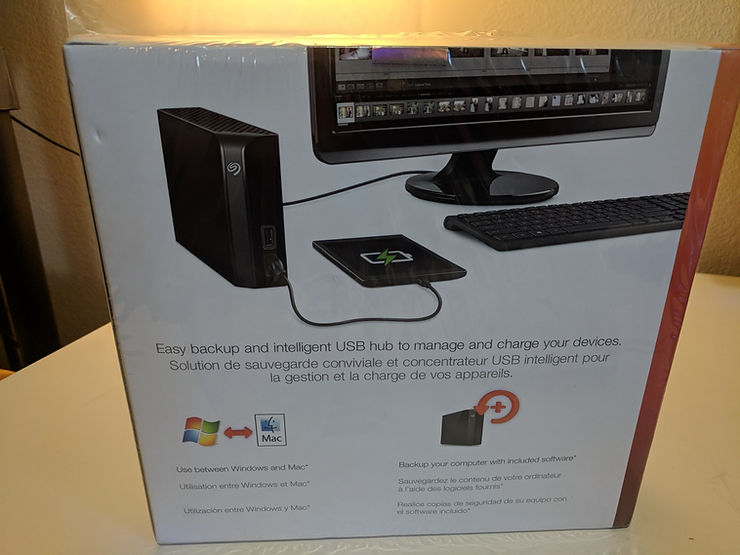 Easy backup and intelligent USB hub to manage and charge your devices.
Solution de sauvegarde conviviale et concentrateur USB intelligent pour
la gestion et la charge de vos appareils.
Mac
Use between Windows and Mac*
Utilisation entre Windows et Mac*
Utilización entre Windows y Mac*
Backup your computer with included software*
Sauvegardez le contenu de votre ordinateur
à l'aide des logiciels fournis*
Realice copias de seguridad de su equipo con
el software incluido*